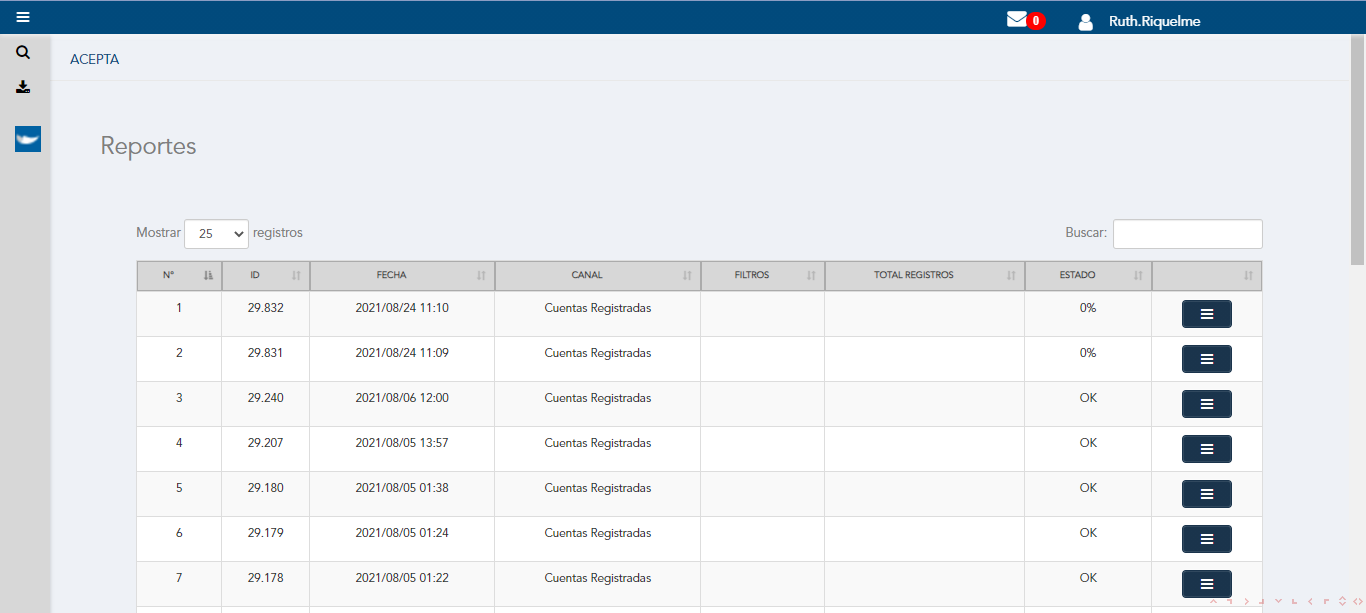 0 Ruth.Riquelme
ACEPTA
Reportes
Mostrar 25 registros Buscar:
N° ID FECHA CANAL FILTROS TOTAL REGISTROS ESTADO
1 29.832 2021/08/24 11:10 Cuentas Registradas 0%
2 29.831 2021/08/24 11:09 Cuentas Registradas 0%
3 29.240 2021/08/06 12:00 Cuentas Registradas OK
4 29.207 2021/08/05 13:57 Cuentas Registradas OK
5 29.180 2021/08/05 01:38 Cuentas Registradas OK
6 29.179 2021/08/05 01:24 Cuentas Registradas OK
7 29.178 2021/08/05 01:22 Cuentas Registradas OK